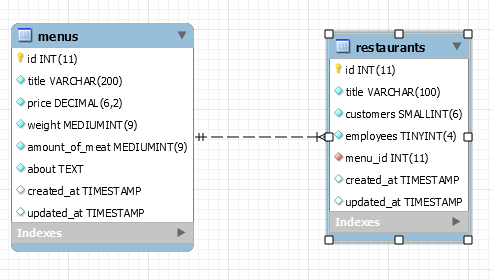 menus
id INT(11)
title VARCHAR(200)
price DECIMAL(6,2)
weight MEDIUMINT(9)
amount_of_meat MEDIUMINT(9)
about TEXT
created_at TIMESTAMP
updated_at TIMESTAMP
Indexes
restaurants
id INT(11)
title VARCHAR(100)
customers SMALLINT(6)
employees TINYINT(4)
menu_id INT(11)
created_at TIMESTAMP
updated_at TIMESTAMP
Indexes